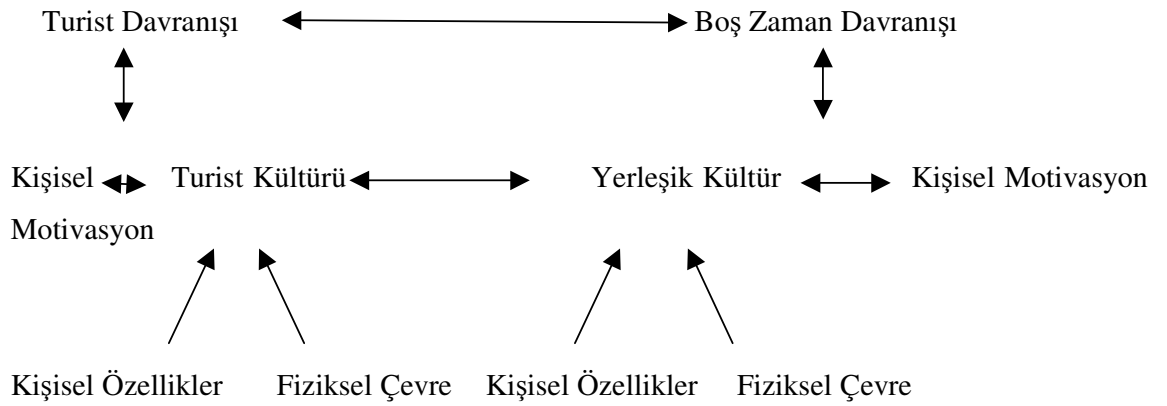 Turist Davranışı Boş Zaman Davranışı
Kişisel Turist Kültürü Yerleşik Kültür Kişisel Motivasyon
Motivasyon
Kişisel Özellikler Fiziksel Çevre Kişisel Özellikler Fiziksel Çevre